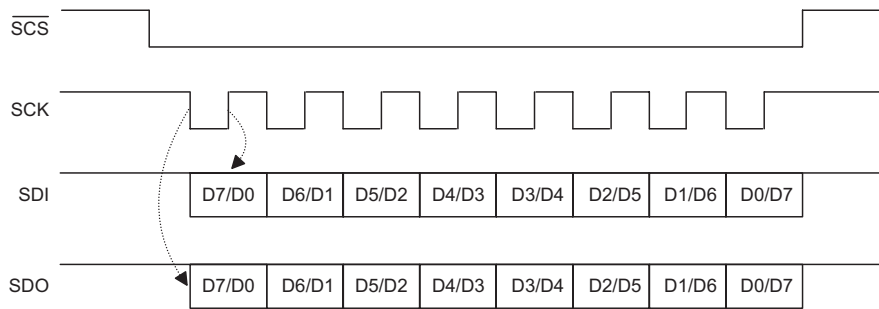 SCS
SCK
SDI D7/D0 D6/D1 D5/D2 D4/D3 D3/D4 D2/D5 D1/D6 D0/D7
SDO D7/D0 D6/D1 D5/D2 D4/D3 D3/D4 D2/D5 D1/D6 D0/D7